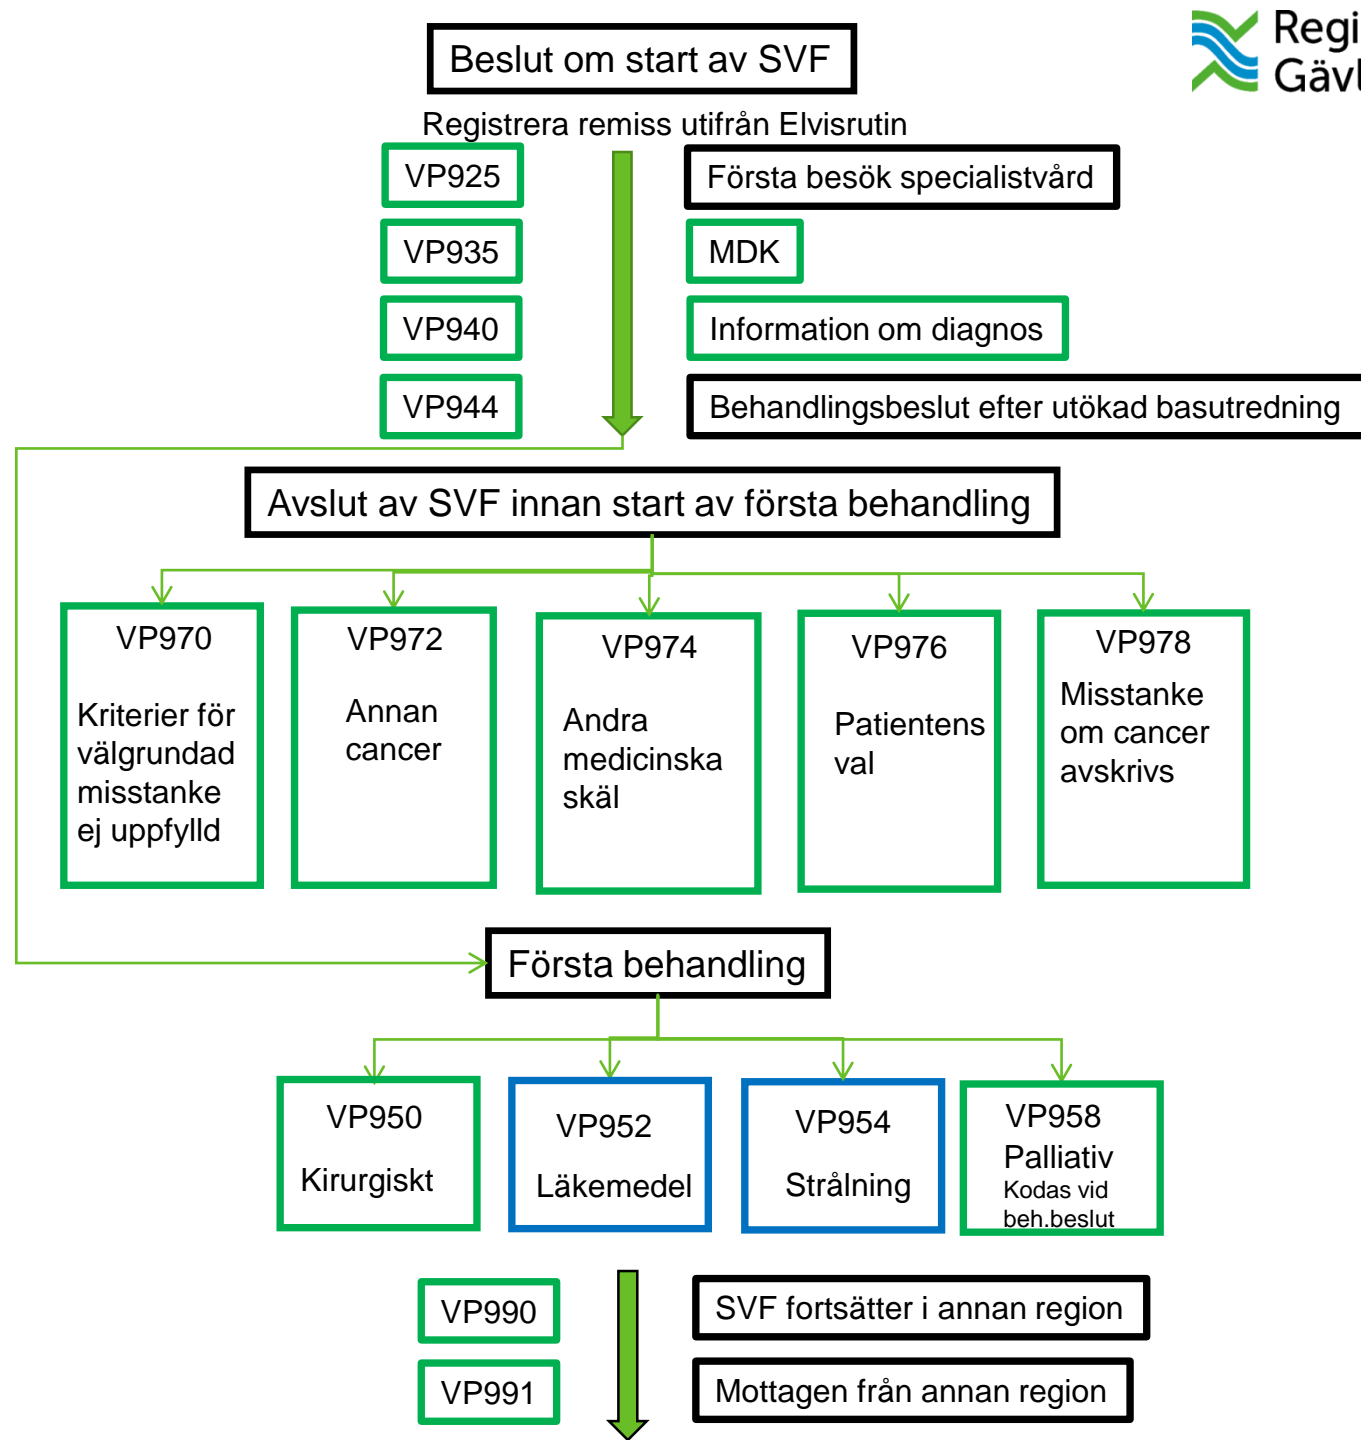 Beslut om start av SVF
Registrera remiss utifrån Elvisrutin
VP925
Första besök specialistvård
VP935
MDK
VP940
Information om diagnos
VP944
Behandlingsbeslut efter utökad basutredning
Avslut av SVF innan start av första behandling
VP970
Kriterier för
välgrundad
misstanke
ej uppfylld
VP972
Annan
cancer
VP974
Andra
medicinska
skäl
VP976
Patientens
val
VP978
Misstanke
om cancer
avskrivs
Första behandling
VP950
Kirurgiskt
VP952
Läkemedel
VP954
Strålning
VP958
Palliativ
Kodas vid
beh.beslut
VP990
SVF fortsätter i annan region
VP991
Mottagen från annan region